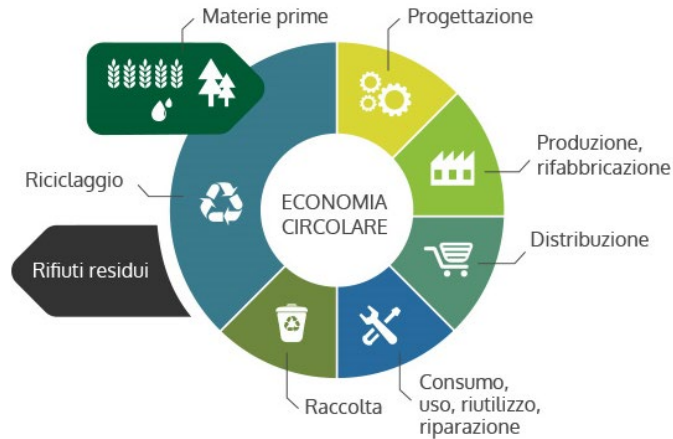 Materie prime
Progettazione
Produzione,
rifabbricazione
Riciclaggio
ECONOMIA
CIRCOLARE
Distribuzione
Rifiuti residui
Consumo,
uso, riutilizzo,
riparazione
Raccolta